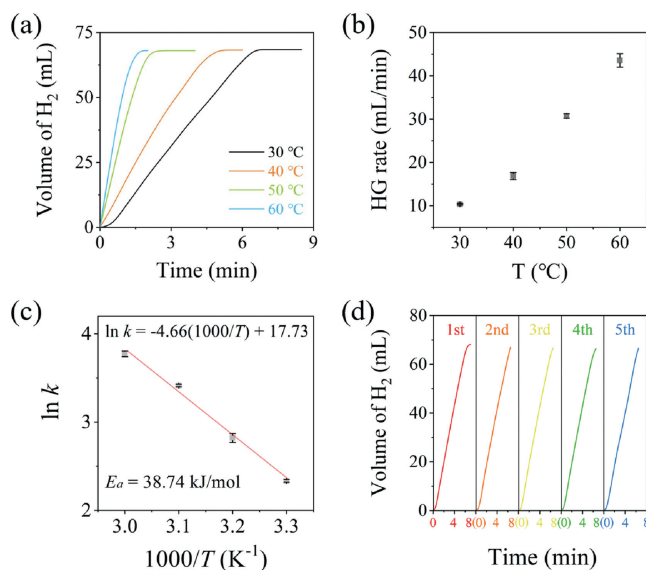 (a)
75
50
25
0
0
3
6
9
Volume of H₂ (mL)
Time (min)
30 ℃
40 ℃
50 ℃
60 ℃
(b)
50
40
30
20
10
30
40
50
60
HG rate (mL/min)
T (℃)
(c)
ln k = -4.66(1000/T) + 17.73
4
3
2
3.0
3.1
3.2
3.3
ln k
Eₐ = 38.74 kJ/mol
1000/T (K⁻¹)
(d)
1st
2nd
3rd
4th
5th
80
60
40
20
0
0 4 8(0) 4 8(0) 4 8(0) 4 8(0) 4 8
Volume of H₂ (mL)
Time (min)